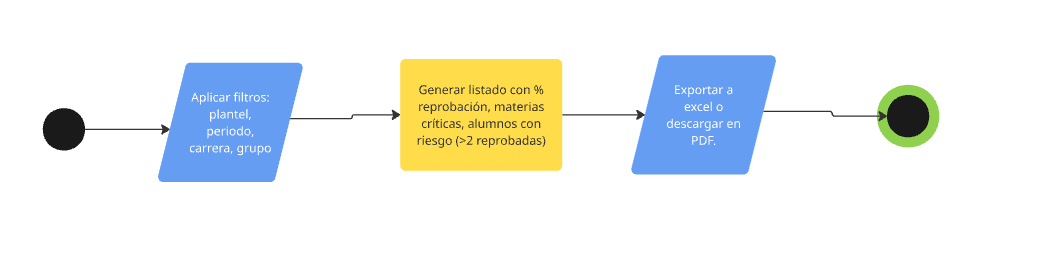 Aplicar filtros:
plantel,
periodo,
carrera, grupo
Generar listado con %
reprobación, materias
críticas, alumnos con
riesgo (>2 reprobadas)
Exportar a
excel o
descargar en
PDF.